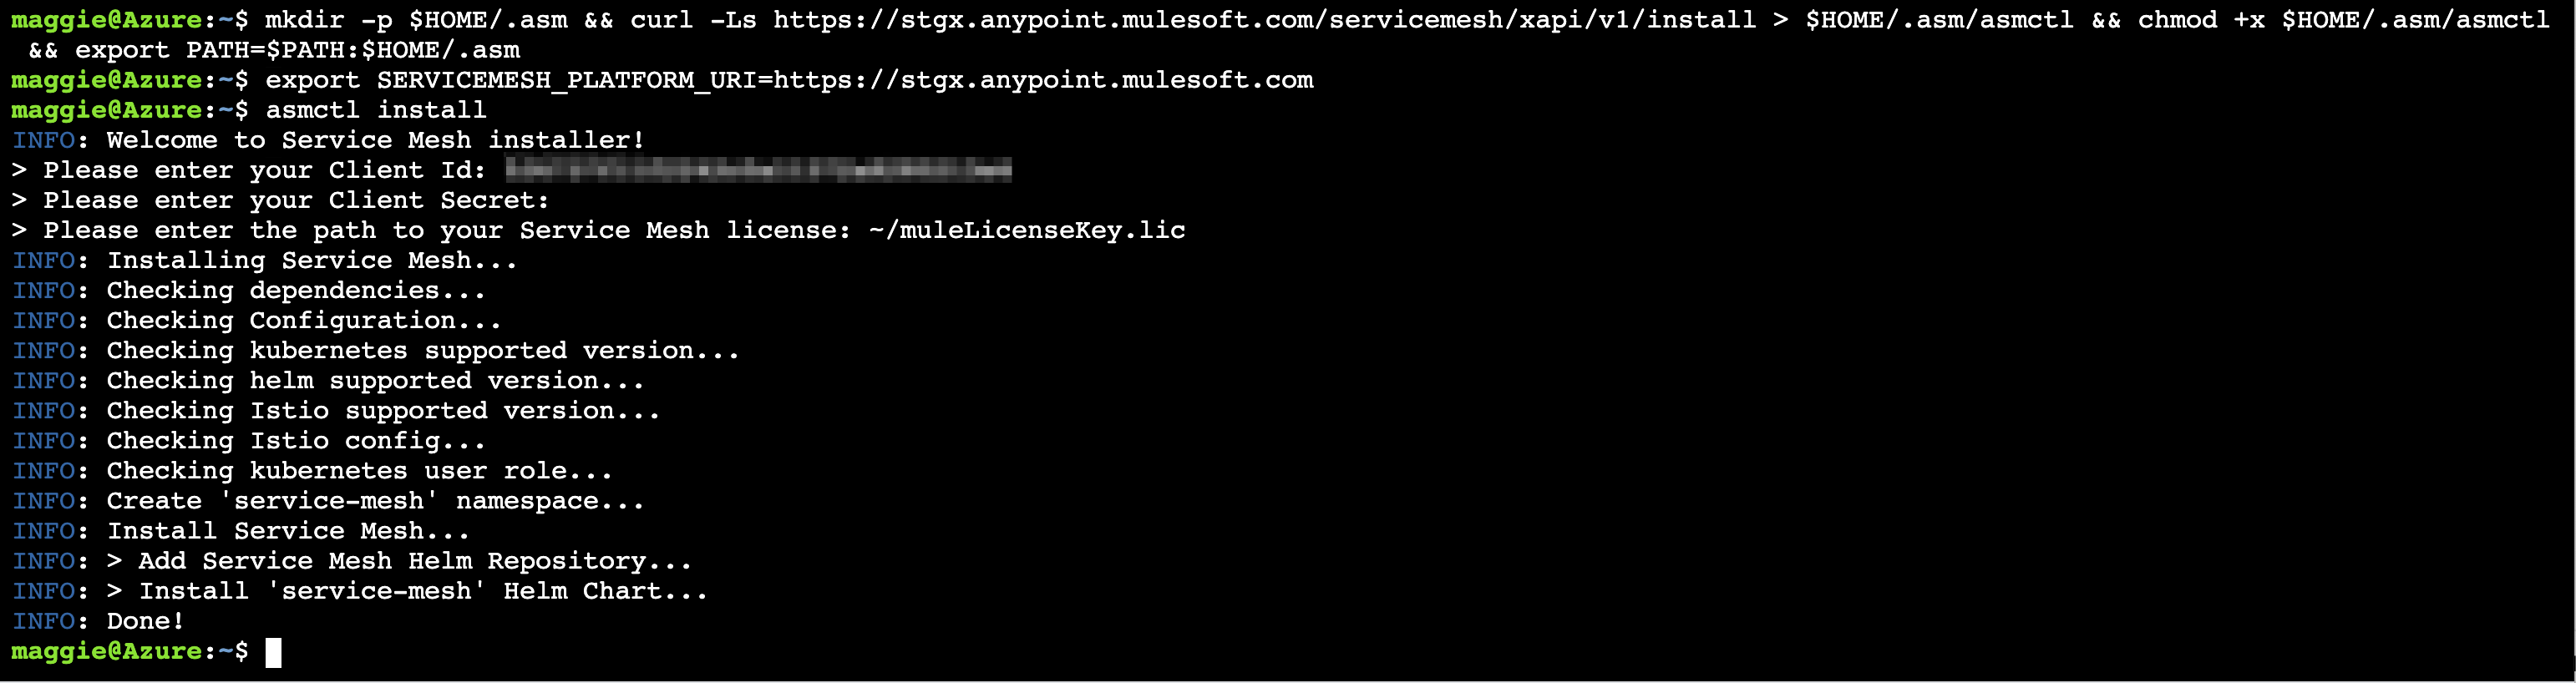 maggie@Azure:~$ mkdir -p $HOME/.asm && curl -Ls https://stgx.anypoint.mulesoft.com/servicemesh/xapi/v1/install > $HOME/.asm/asmctl && chmod +x $HOME/.asm/asmctl
 && export PATH=$PATH:$HOME/.asm
maggie@Azure:~$ export SERVICEMESH_PLATFORM_URI=https://stgx.anypoint.mulesoft.com
maggie@Azure:~$ asmctl install
INFO: Welcome to Service Mesh installer!
> Please enter your Client Id:
> Please enter your Client Secret:
> Please enter the path to your Service Mesh license: ~/muleLicenseKey.lic
INFO: Installing Service Mesh...
INFO: Checking dependencies...
INFO: Checking Configuration...
INFO: Checking kubernetes supported version...
INFO: Checking helm supported version...
INFO: Checking Istio supported version...
INFO: Checking Istio config...
INFO: Checking kubernetes user role...
INFO: Create 'service-mesh' namespace...
INFO: Install Service Mesh...
INFO: > Add Service Mesh Helm Repository...
INFO: > Install 'service-mesh' Helm Chart...
INFO: Done!
maggie@Azure:~$